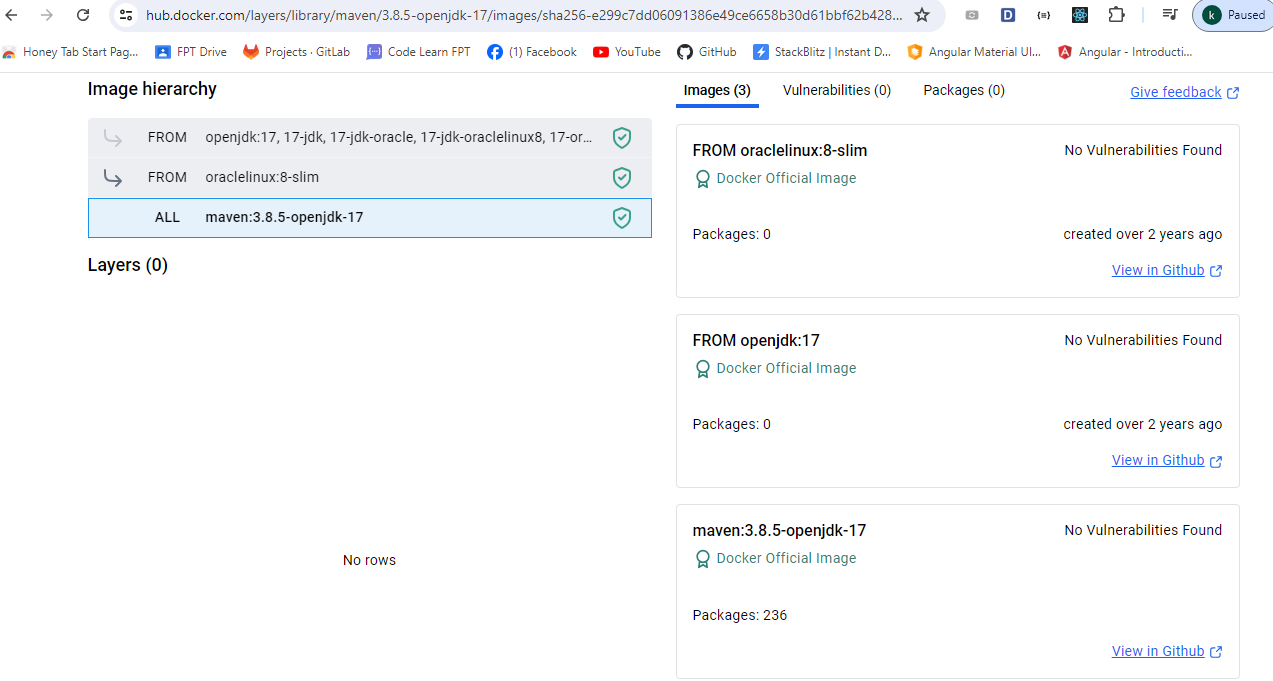 hub.docker.com/layers/library/maven/3.8.5-openjdk-17/images/sha256-e299c7dd06091386e49ce6658b30d61bbf62b428...
k Paused
Honey Tab Start Pag... FPT Drive Projects · GitLab Code Learn FPT (1) Facebook YouTube GitHub StackBlitz | Instant D... Angular Material UI... Angular - Introducti...
Image hierarchy
FROM openjdk:17, 17-jdk, 17-jdk-oracle, 17-jdk-oraclelinux8, 17-or...
FROM oraclelinux:8-slim
ALL maven:3.8.5-openjdk-17
Layers (0)
No rows
Images (3) Vulnerabilities (0) Packages (0) Give feedback
FROM oraclelinux:8-slim No Vulnerabilities Found
Docker Official Image
Packages: 0 created over 2 years ago
View in Github
FROM openjdk:17 No Vulnerabilities Found
Docker Official Image
Packages: 0 created over 2 years ago
View in Github
maven:3.8.5-openjdk-17 No Vulnerabilities Found
Docker Official Image
Packages: 236
View in Github